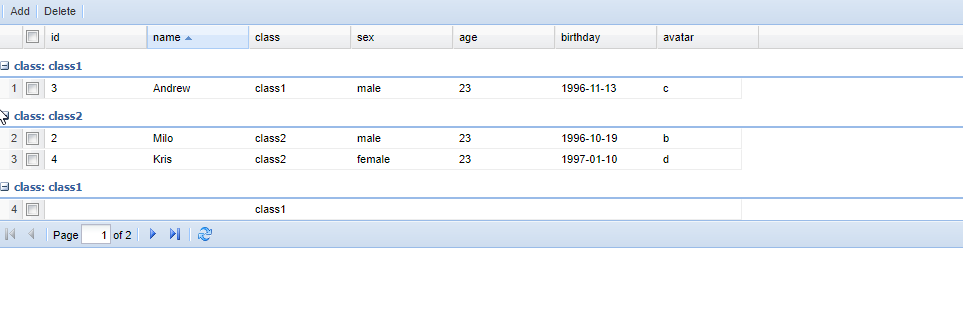 Add Delete
id name class sex age birthday avatar
class: class1
1 3 Andrew class1 male 23 1996-11-13 c
class: class2
2 2 Milo class2 male 23 1996-10-19 b
3 4 Kris class2 female 23 1997-01-10 d
class: class1
4 class1
Page 1 of 2